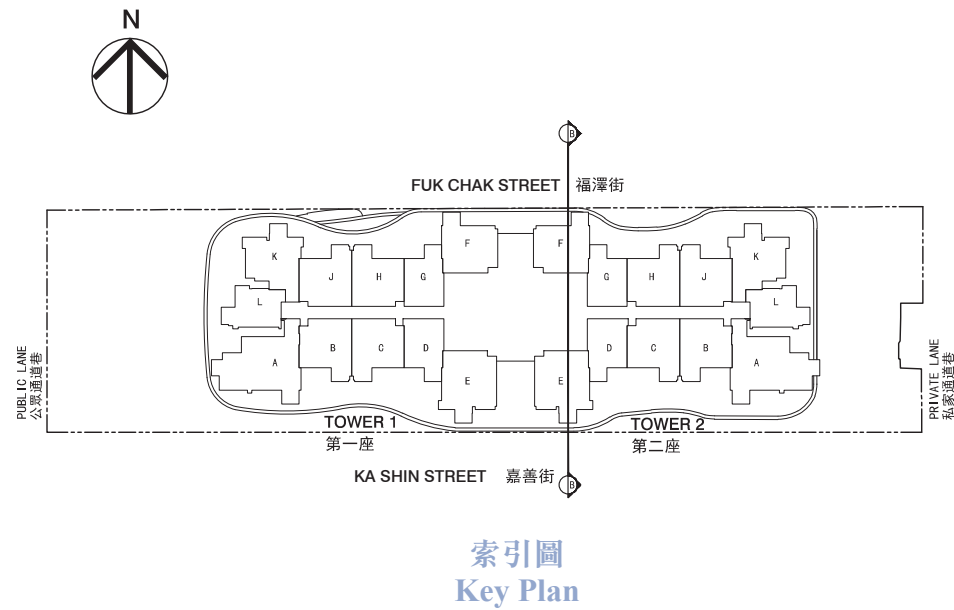 N
B
FUK CHAK STREET 福澤街
F F
K K
J H G G H J
L L
PUBLIC LANE
公眾通道巷
PRIVATE LANE
私家通道巷
B C D D C B
A A
E E
TOWER 1
第一座
TOWER 2
第二座
KA SHIN STREET 嘉善街
B
索引圖
Key Plan